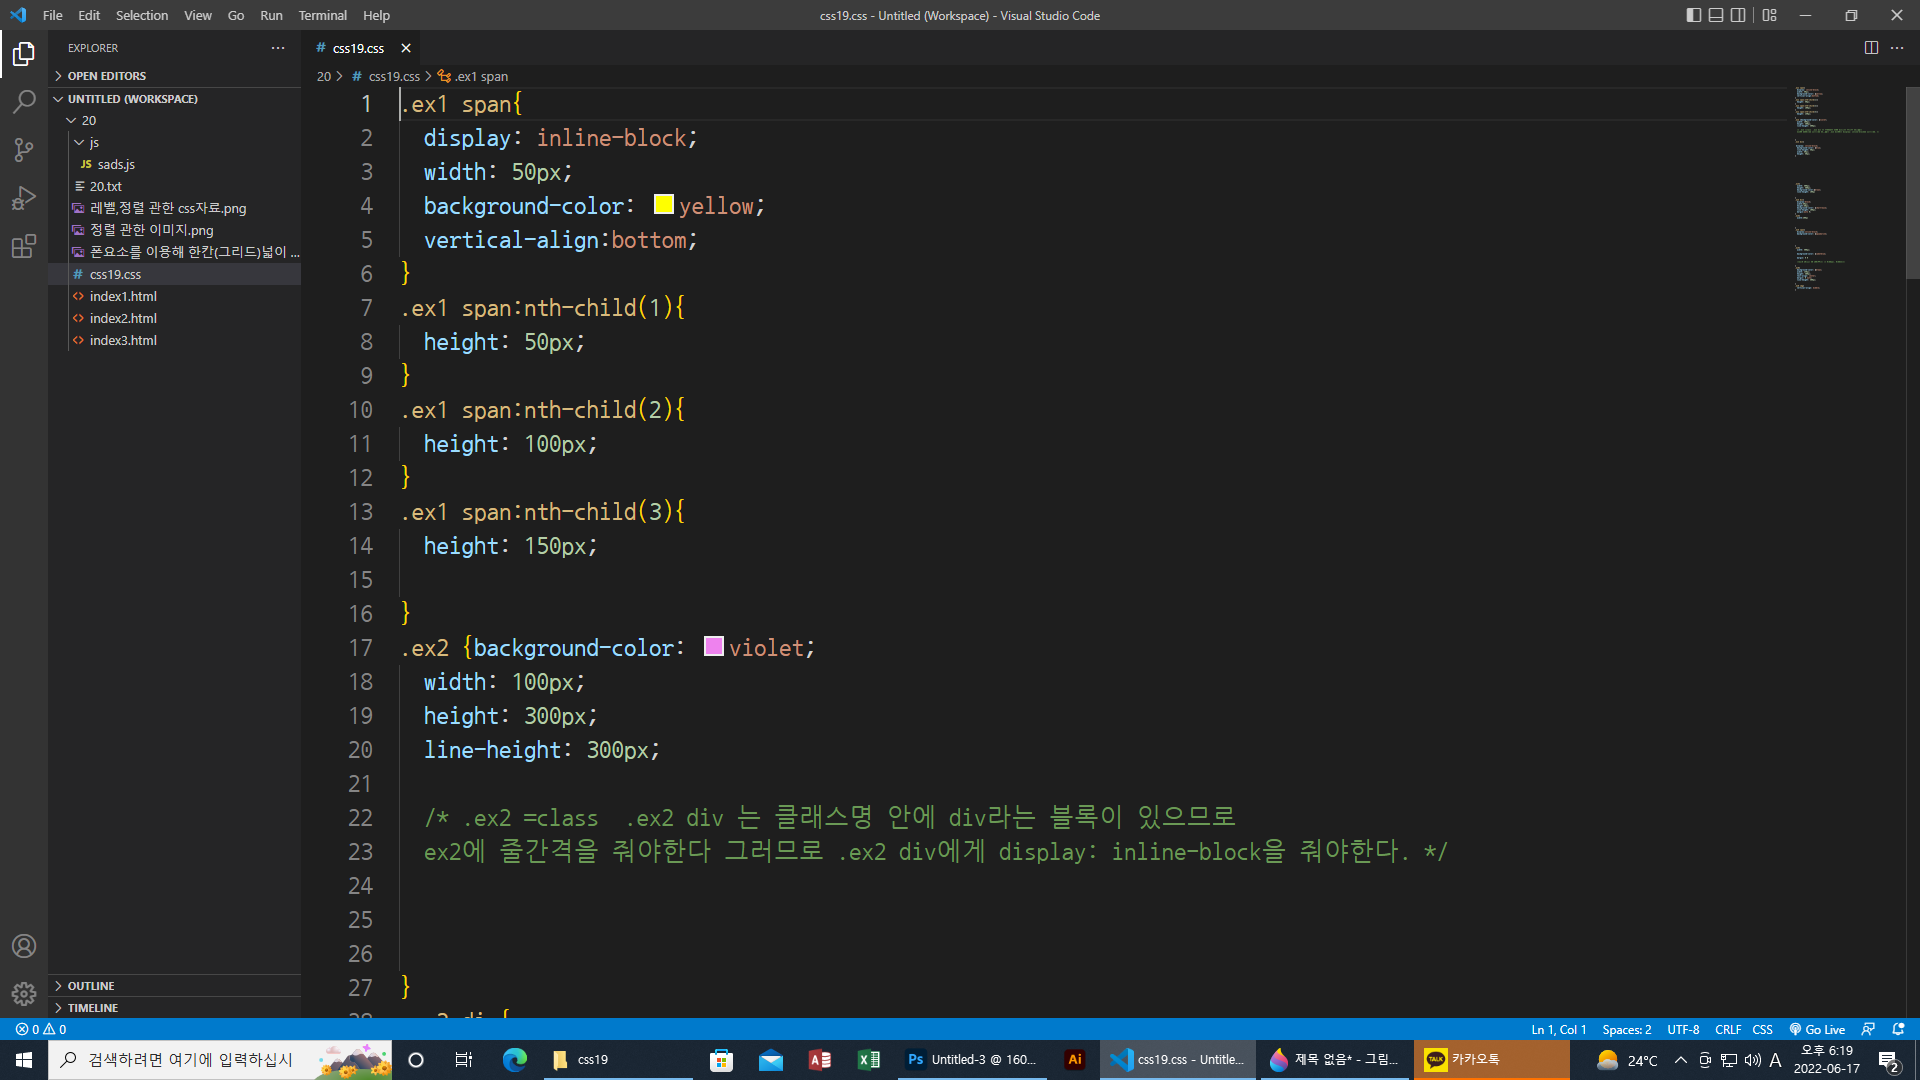 File Edit Selection View Go Run Terminal Help
css19.css - Untitled (Workspace) - Visual Studio Code
EXPLORER
OPEN EDITORS
UNTITLED (WORKSPACE)
20
js
JS sads.js
20.txt
레벨,정렬 관한 css자료.png
정렬 관한 이미지.png
폰요소를 이용해 한칸(그리드)넓이 ...
# css19.css
index1.html
index2.html
index3.html
OUTLINE
TIMELINE
# css19.css
20 > # css19.css > .ex1 span
1 .ex1 span{
2 display: inline-block;
3 width: 50px;
4 background-color: yellow;
5 vertical-align:bottom;
6 }
7 .ex1 span:nth-child(1){
8 height: 50px;
9 }
10 .ex1 span:nth-child(2){
11 height: 100px;
12 }
13 .ex1 span:nth-child(3){
14 height: 150px;
15
16 }
17 .ex2 {background-color: violet;
18 width: 100px;
19 height: 300px;
20 line-height: 300px;
21
22 /* .ex2 =class  .ex2 div 는 클래스명 안에 div라는 블록이 있으므로
23 ex2에 줄간격을 줘야한다 그러므로 .ex2 div에게 display: inline-block을 줘야한다. */
24
25
26
27 }
0 0
Ln 1, Col 1 Spaces: 2 UTF-8 CRLF CSS Go Live
검색하려면 여기에 입력하십시
css19
Ps Untitled-3 @ 160...
Ai
css19.css - Untitle...
제목 없음* - 그림...
TALK 카카오톡
24°C
A
오후 6:19
2022-06-17
2